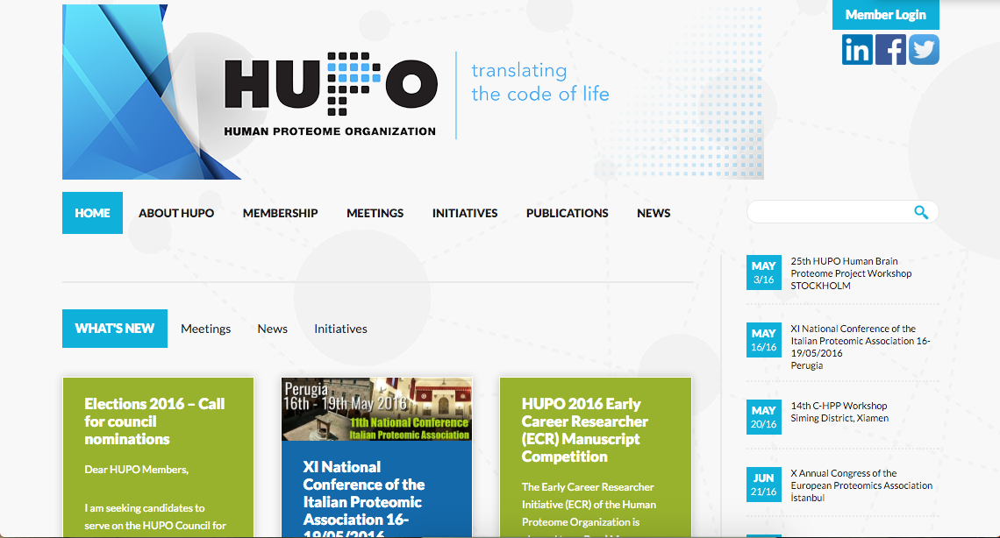 Member Login
HUPO
HUMAN PROTEOME ORGANIZATION
translating
the code of life
HOME
ABOUT HUPO
MEMBERSHIP
MEETINGS
INITIATIVES
PUBLICATIONS
NEWS
WHAT'S NEW
Meetings
News
Initiatives
Elections 2016 – Call
for council
nominations
Dear HUPO Members,
I am seeking candidates to
serve on the HUPO Council for
Perugia
16th - 19th May 2016
11th National Conference
Italian Proteomic Association
XI National
Conference of the
Italian Proteomic
Association 16-
19/05/2016
HUPO 2016 Early
Career Researcher
(ECR) Manuscript
Competition
The Early Career Researcher
Initiative (ECR) of the Human
Proteome Organization is
MAY
3/16
25th HUPO Human Brain
Proteome Project Workshop
STOCKHOLM
MAY
16/16
XI National Conference of the
Italian Proteomic Association 16-
19/05/2016
Perugia
MAY
20/16
14th C-HPP Workshop
Siming District, Xiamen
JUN
21/16
X Annual Congress of the
European Proteomics Association
İstanbul